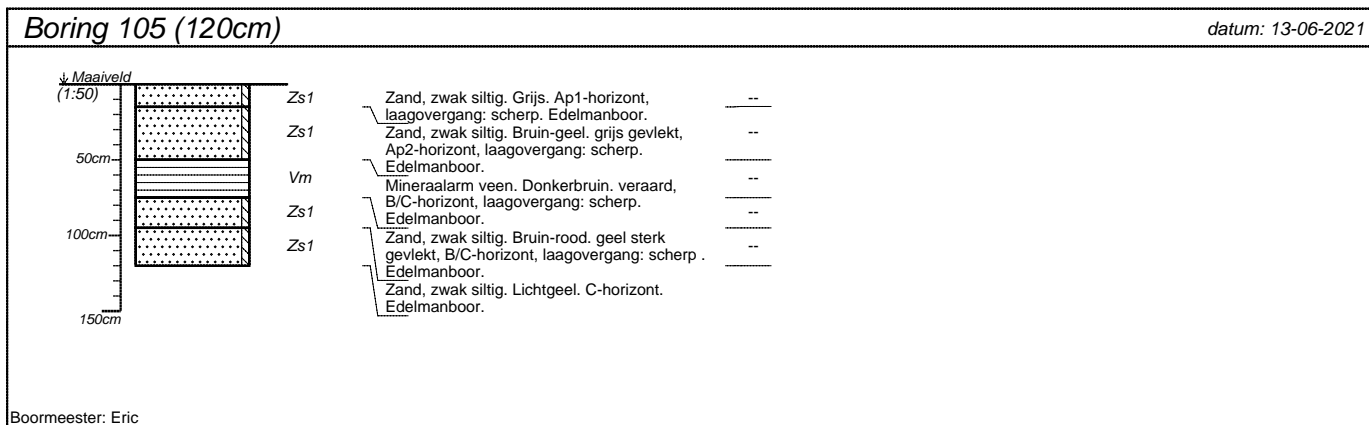 Boring 105 (120cm)
datum: 13-06-2021
Maaiveld
(1:50)
50cm
100cm
150cm
Zs1
Zand, zwak siltig. Grijs. Ap1-horizont,
laagovergang: scherp. Edelmanboor.
--
Zs1
Zand, zwak siltig. Bruin-geel. grijs gevlekt,
Ap2-horizont, laagovergang: scherp.
Edelmanboor.
--
Vm
Mineraalarm veen. Donkerbruin. veraard,
B/C-horizont, laagovergang: scherp.
Edelmanboor.
--
Zs1
Zand, zwak siltig. Bruin-rood. geel sterk
gevlekt, B/C-horizont, laagovergang: scherp .
Edelmanboor.
--
Zs1
Zand, zwak siltig. Lichtgeel. C-horizont.
Edelmanboor.
--
Boormeester: Eric